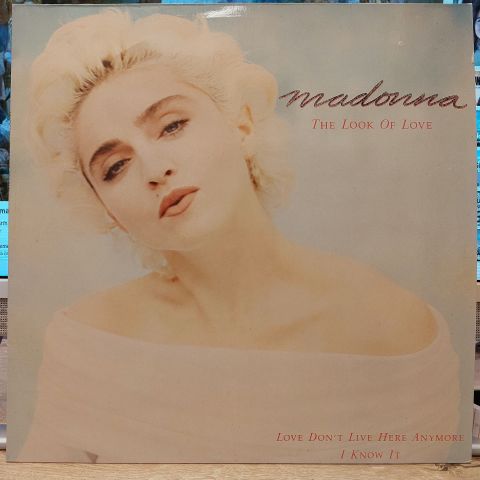 madonna
The Look Of Love
Love Don't Live Here Anymore
I Know It